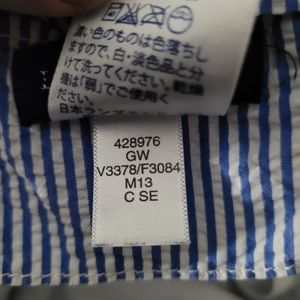 濃い色のものは色落ちし
ますので、白・淡色品と分
けて洗ってください。乾燥
機は「弱」でご使用く
ださい。
428976
GW
V3378/F3084
M13
C SE